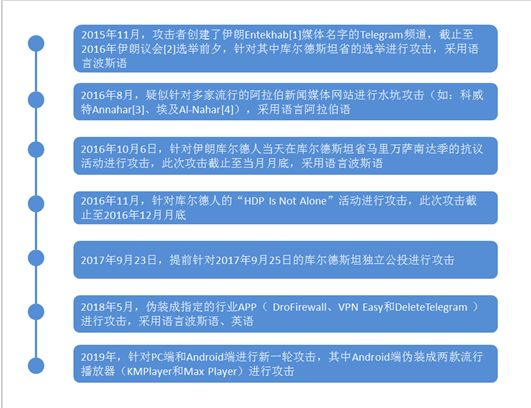 2015年11月，攻击者创建了伊朗Entekhab[1]媒体名字的Telegram频道，截止至
2016年伊朗议会[2]选举前夕，针对其中库尔德斯坦省的选举进行攻击，采用语
言波斯语
2016年8月，疑似针对多家流行的阿拉伯新闻媒体网站进行水坑攻击（如：科威
特Annahar[3]、埃及Al-Nahar[4]），采用语言阿拉伯语
2016年10月6日，针对伊朗库尔德人当天在库尔德斯坦省马里万萨南达季的抗议
活动进行攻击，此次攻击截止至当月月底，采用语言波斯语
2016年11月，针对库尔德人的“HDP Is Not Alone”活动进行攻击，此次攻击截
止至2016年12月月底
2017年9月23日，提前针对2017年9月25日的库尔德斯坦独立公投进行攻击
2018年5月，伪装成指定的行业APP（ DroFirewall、VPN Easy和DeleteTelegram ）
进行攻击，采用语言波斯语、英语
2019年，针对PC端和Android端进行新一轮攻击，其中Android端伪装成两款流行
播放器（KMPlayer和Max Player）进行攻击